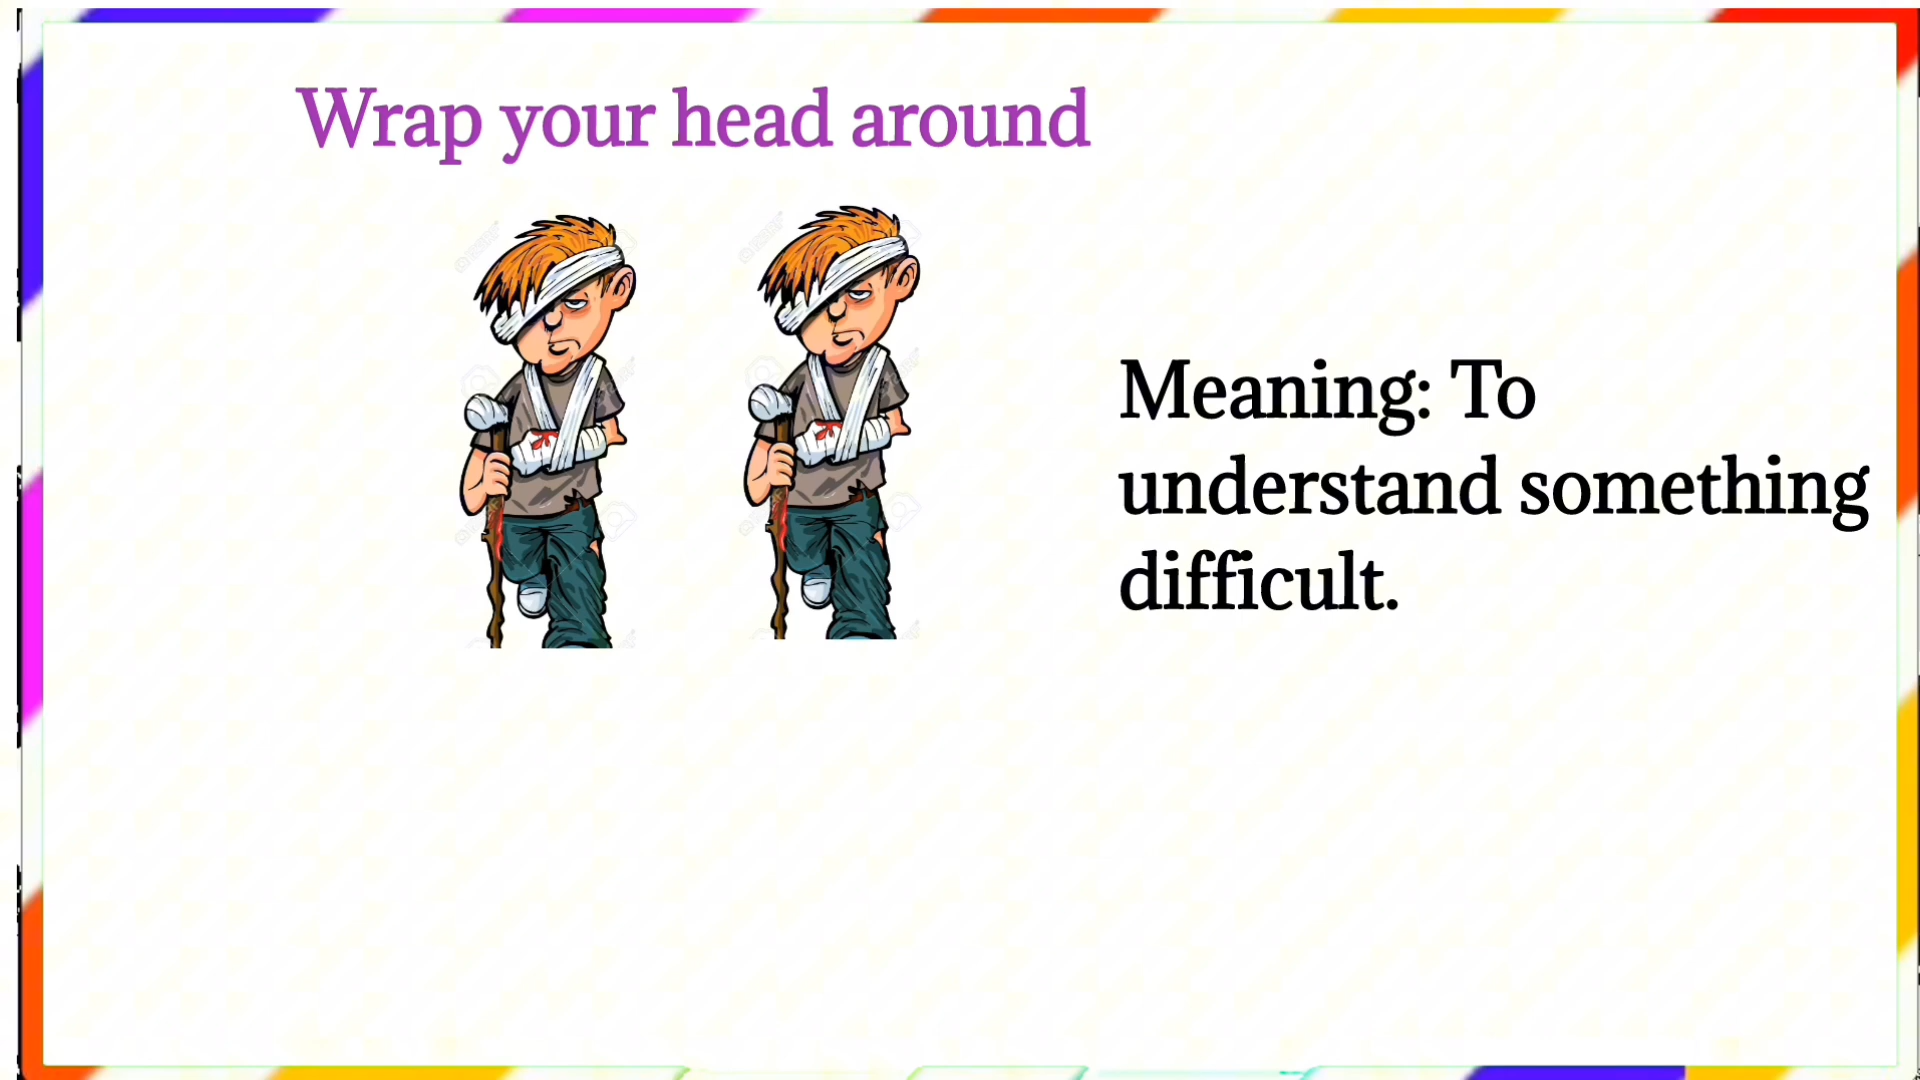 Wrap your head around
Meaning: To
understand something
difficult.